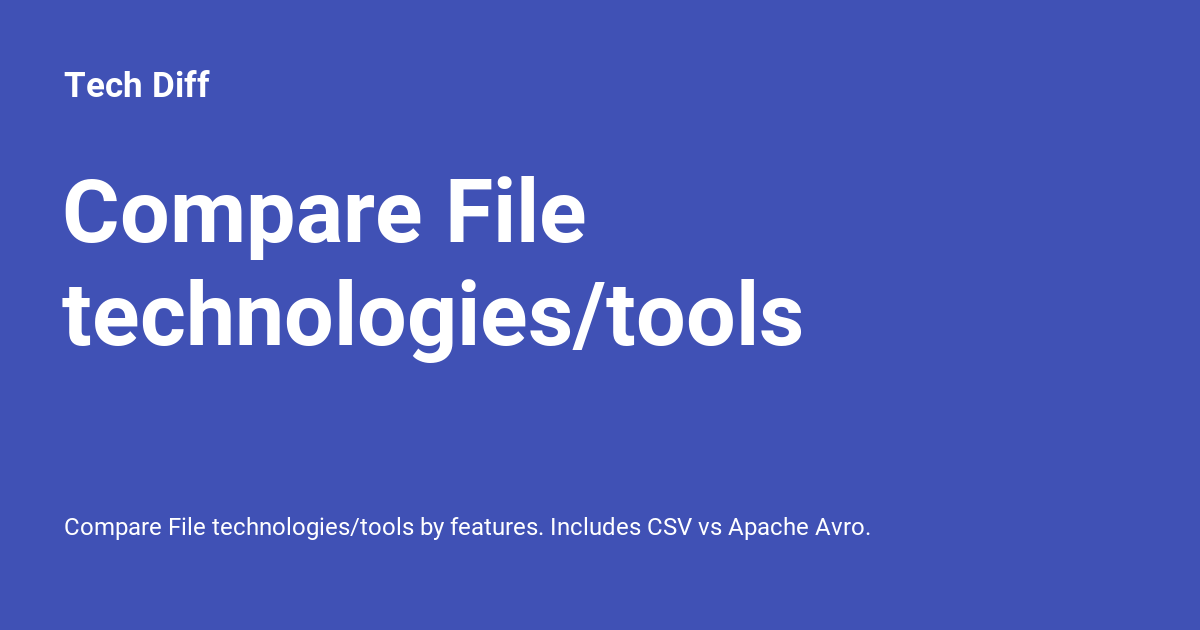 Tech Diff
Compare File
technologies/tools
Compare File technologies/tools by features. Includes CSV vs Apache Avro.